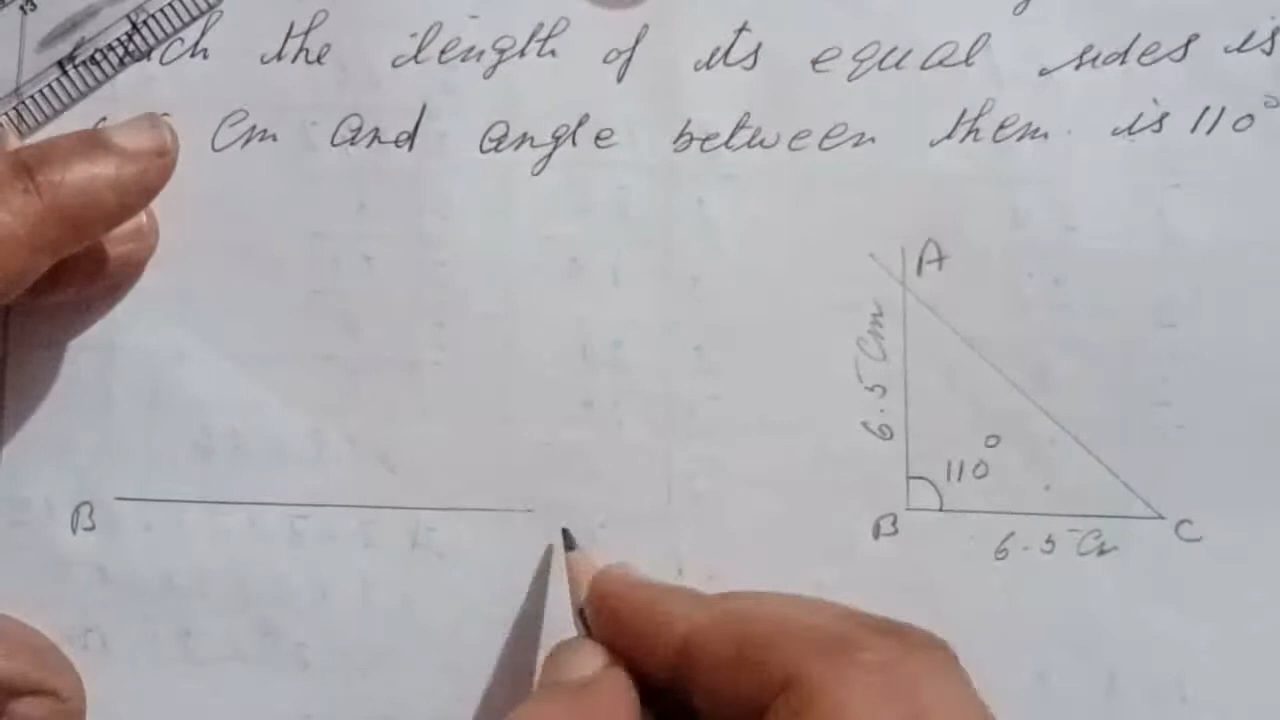 the length of its equal sides is
cm and angle between them. is 110°
A
6.5 cm
110°
B
B
6.5 cm
C